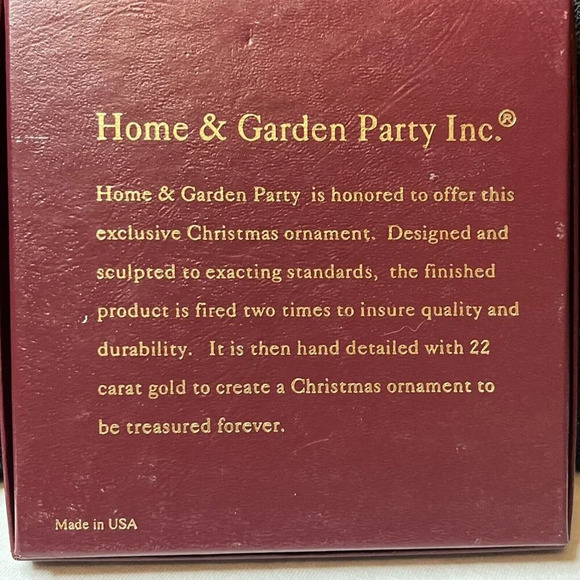 Home & Garden Party Inc.®
Home & Garden Party is honored to offer this
exclusive Christmas ornament. Designed and
sculpted to exacting standards, the finished
product is fired two times to insure quality and
durability. It is then hand detailed with 22
carat gold to create a Christmas ornament to
be treasured forever.
Made in USA